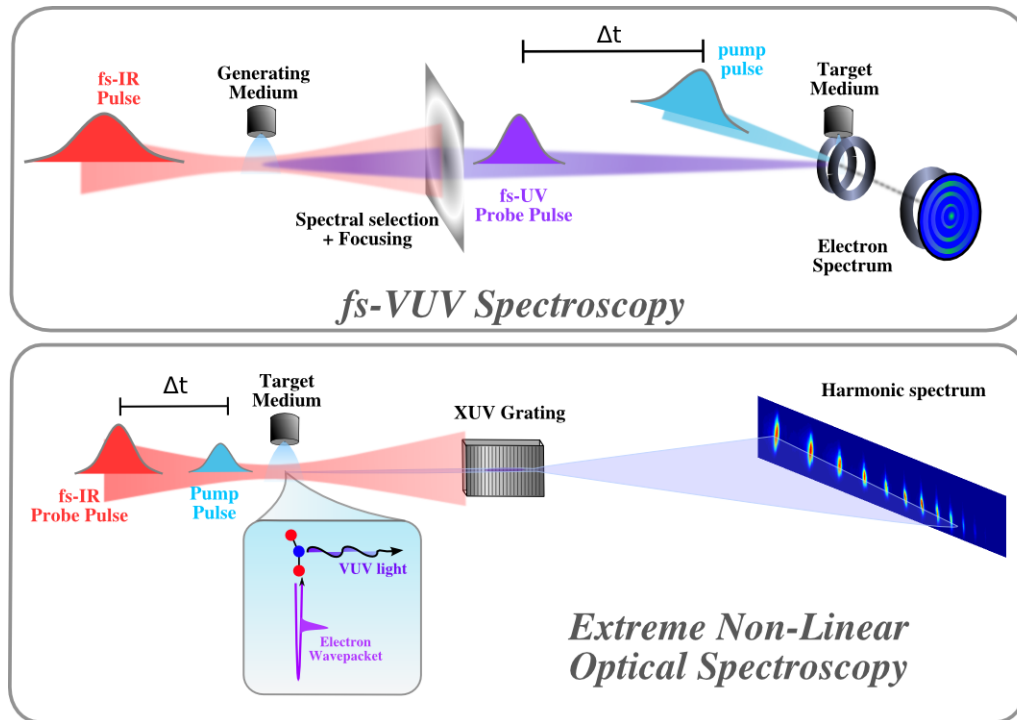 Δt
fs-IR
Pulse
Generating
Medium
pump
pulse
Target
Medium
fs-UV
Probe Pulse
Spectral selection
+ Focusing
Electron
Spectrum
fs-VUV Spectroscopy
Δt
Target
Medium
XUV Grating
Harmonic spectrum
fs-IR
Probe Pulse
Pump
Pulse
VUV light
Electron
Wavepacket
Extreme Non-Linear
Optical Spectroscopy